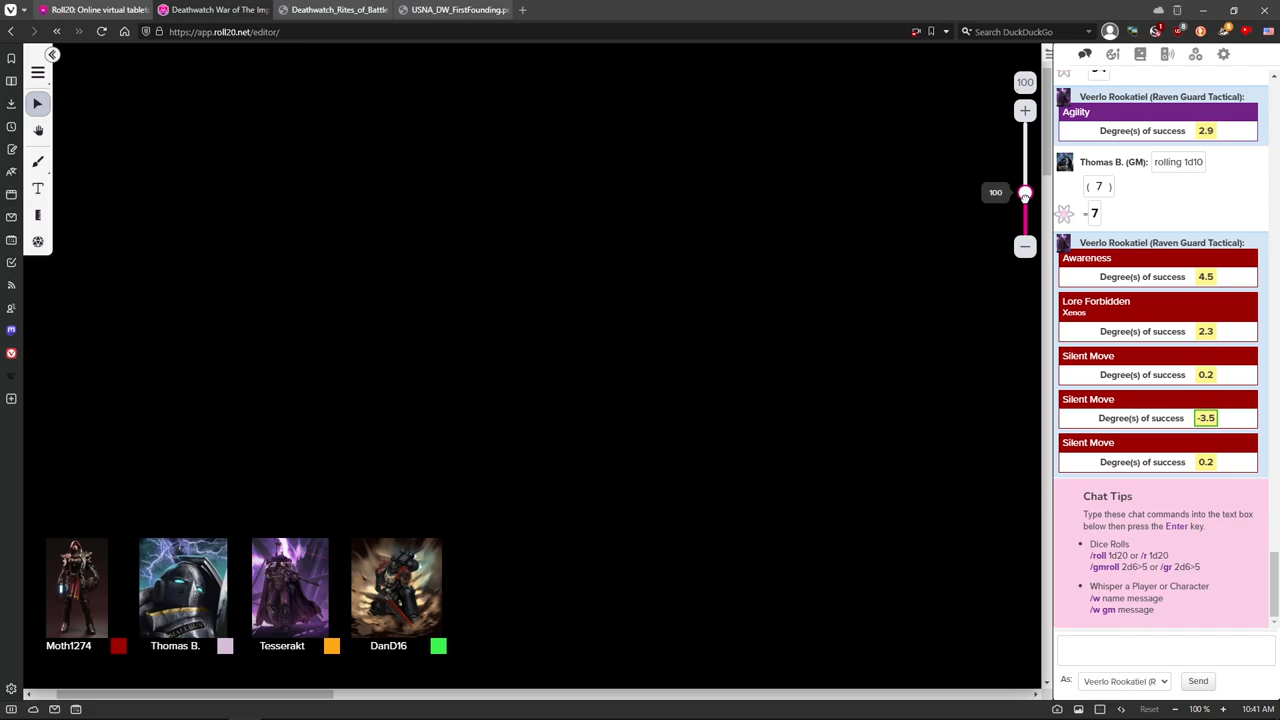 Roll20: Online virtual tablet
Deathwatch War of The Imp
Deathwatch_Rites_of_Battle
USNA_DW_FirstFounding.p
https://app.roll20.net/editor/
Search DuckDuckGo
100
100
Veerlo Rookatiel (Raven Guard Tactical):
Agility
Degree(s) of success 2.9
Thomas B. (GM): rolling 1d10
( 7 )
=7
Veerlo Rookatiel (Raven Guard Tactical):
Awareness
Degree(s) of success 4.5
Lore Forbidden
Xenos
Degree(s) of success 2.3
Silent Move
Degree(s) of success 0.2
Silent Move
Degree(s) of success -3.5
Silent Move
Degree(s) of success 0.2
Chat Tips
Type these chat commands into the text box
below then press the Enter key.
• Dice Rolls
/roll 1d20 or /r 1d20
/gmroll 2d6>5 or /gr 2d6>5
• Whisper a Player or Character
/w name message
/w gm message
As: Veerlo Rookatiel (R Send
Moth1274
Thomas B.
Tesserakt
DanD16
Reset 100 % 10:41 AM